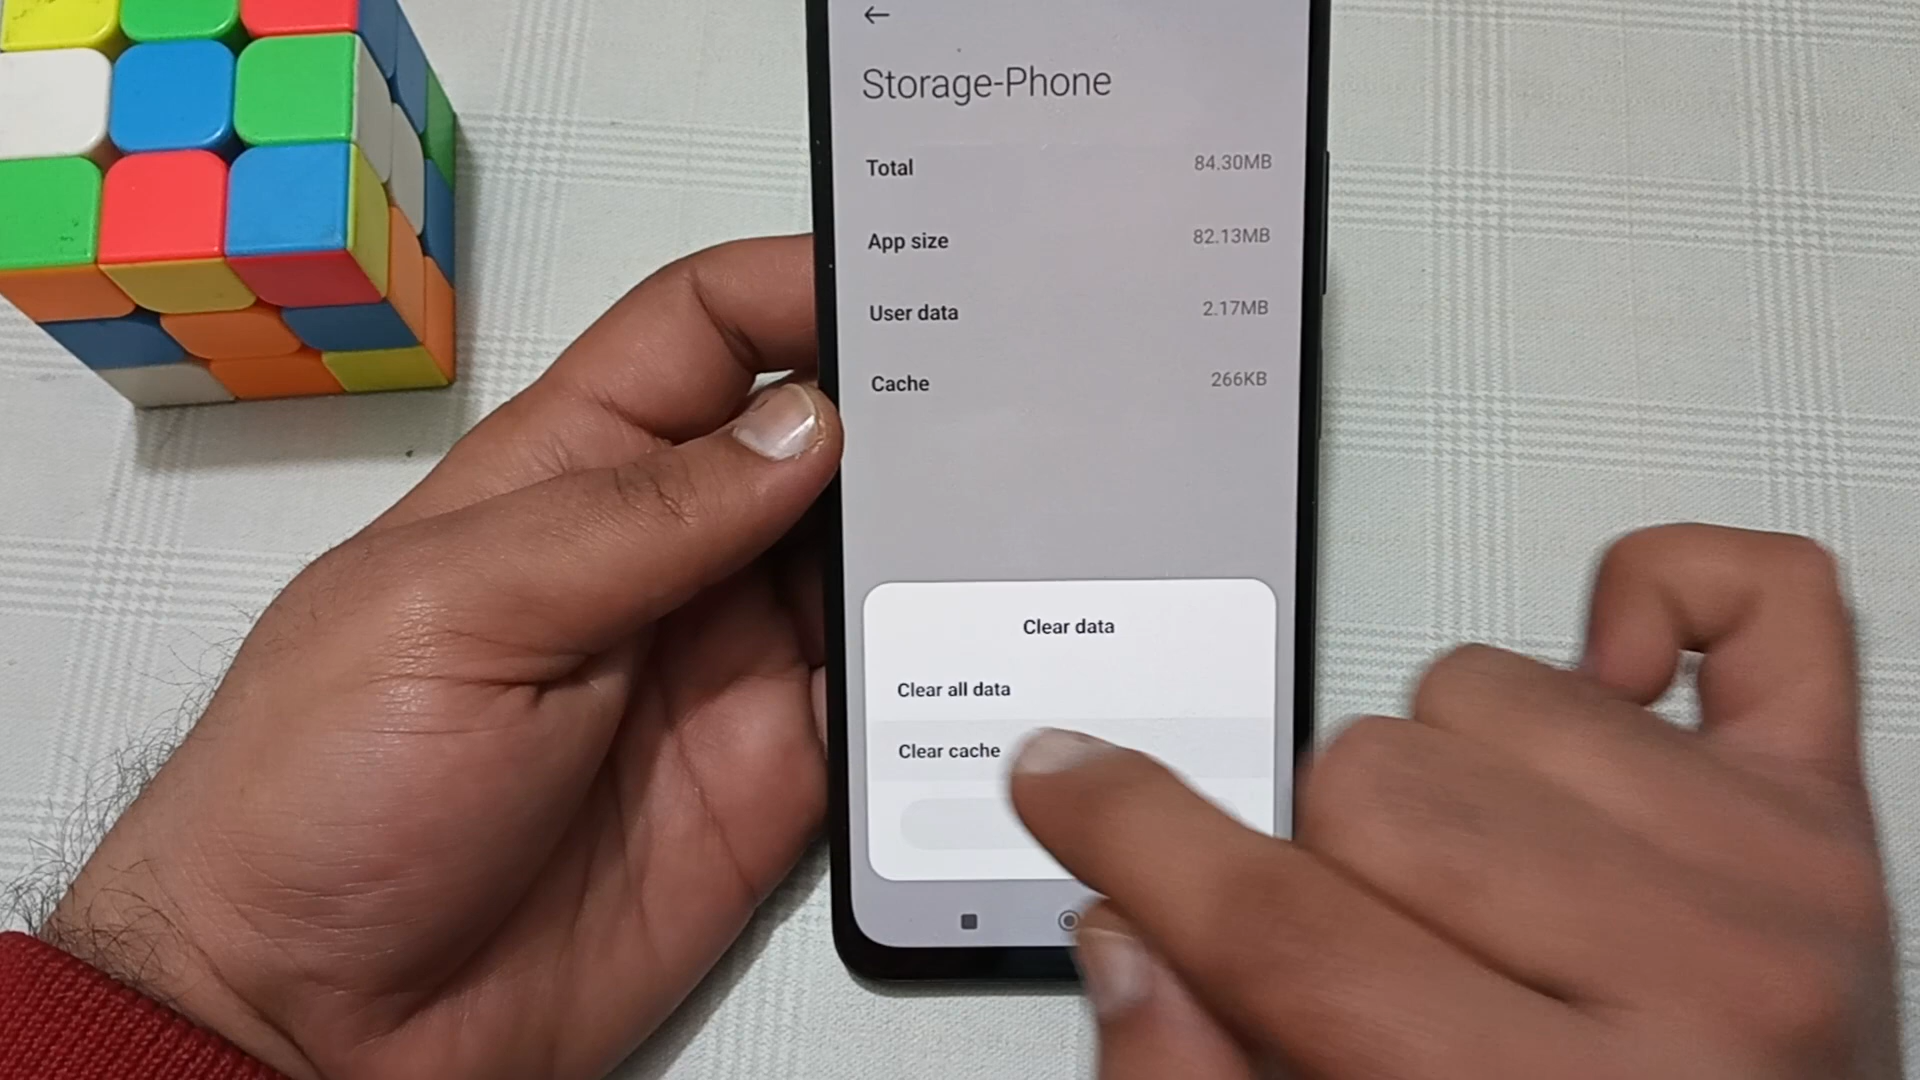 Storage-Phone
Total 84.30MB
App size 82.13MB
User data 2.17MB
Cache 266KB
Clear data
Clear all data
Clear cache